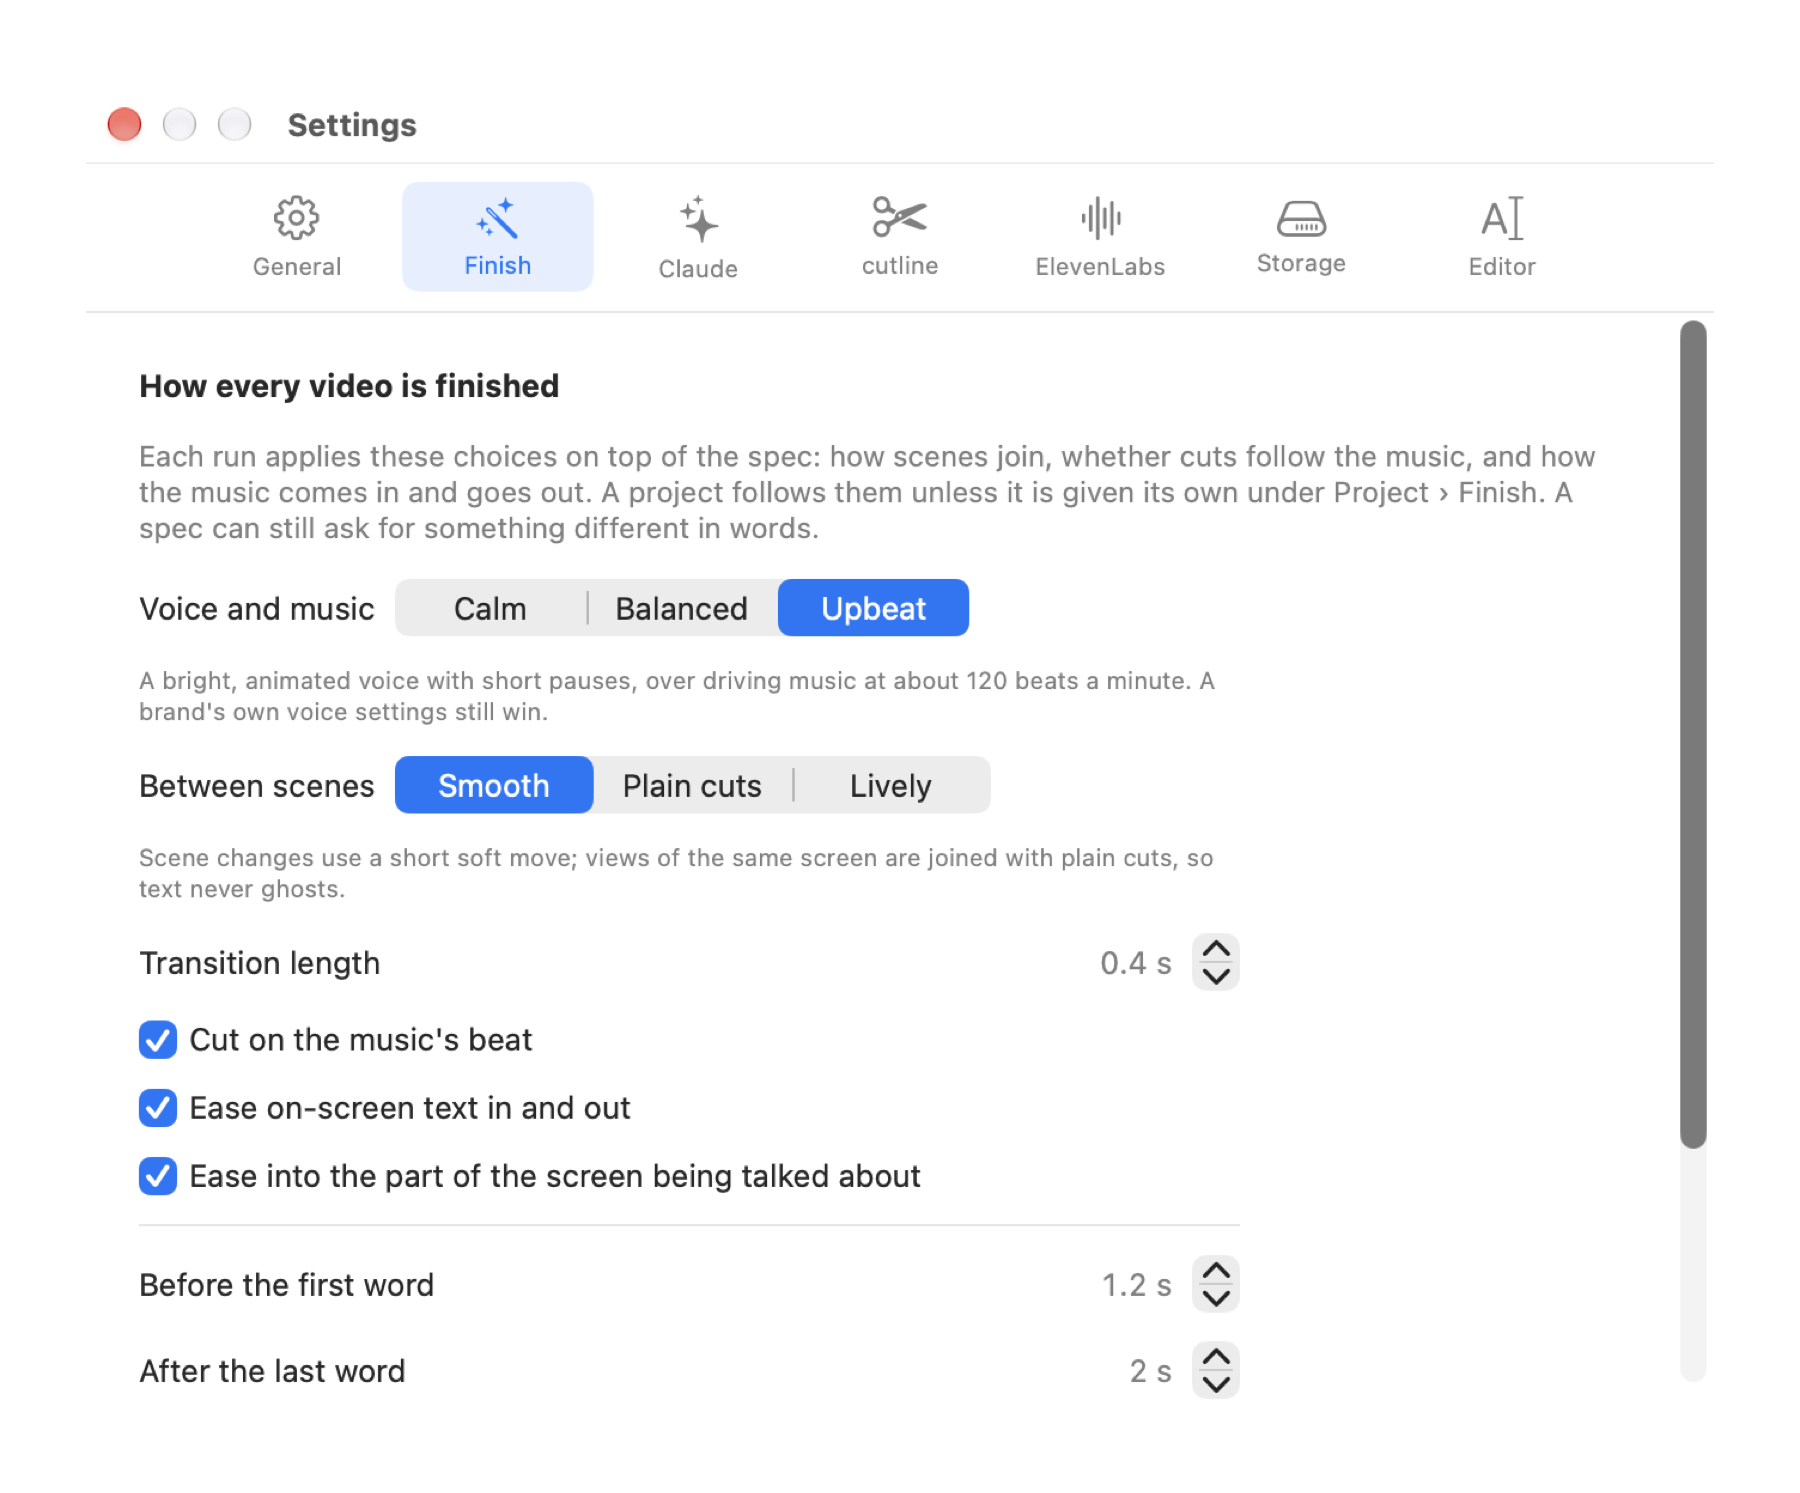 Settings
General
Finish
Claude
cutline
ElevenLabs
Storage
Editor
How every video is finished
Each run applies these choices on top of the spec: how scenes join, whether cuts follow the music, and how
the music comes in and goes out. A project follows them unless it is given its own under Project › Finish. A
spec can still ask for something different in words.
Voice and music Calm Balanced Upbeat
A bright, animated voice with short pauses, over driving music at about 120 beats a minute. A
brand's own voice settings still win.
Between scenes Smooth Plain cuts Lively
Scene changes use a short soft move; views of the same screen are joined with plain cuts, so
text never ghosts.
Transition length 0.4 s
Cut on the music's beat
Ease on-screen text in and out
Ease into the part of the screen being talked about
Before the first word 1.2 s
After the last word 2 s